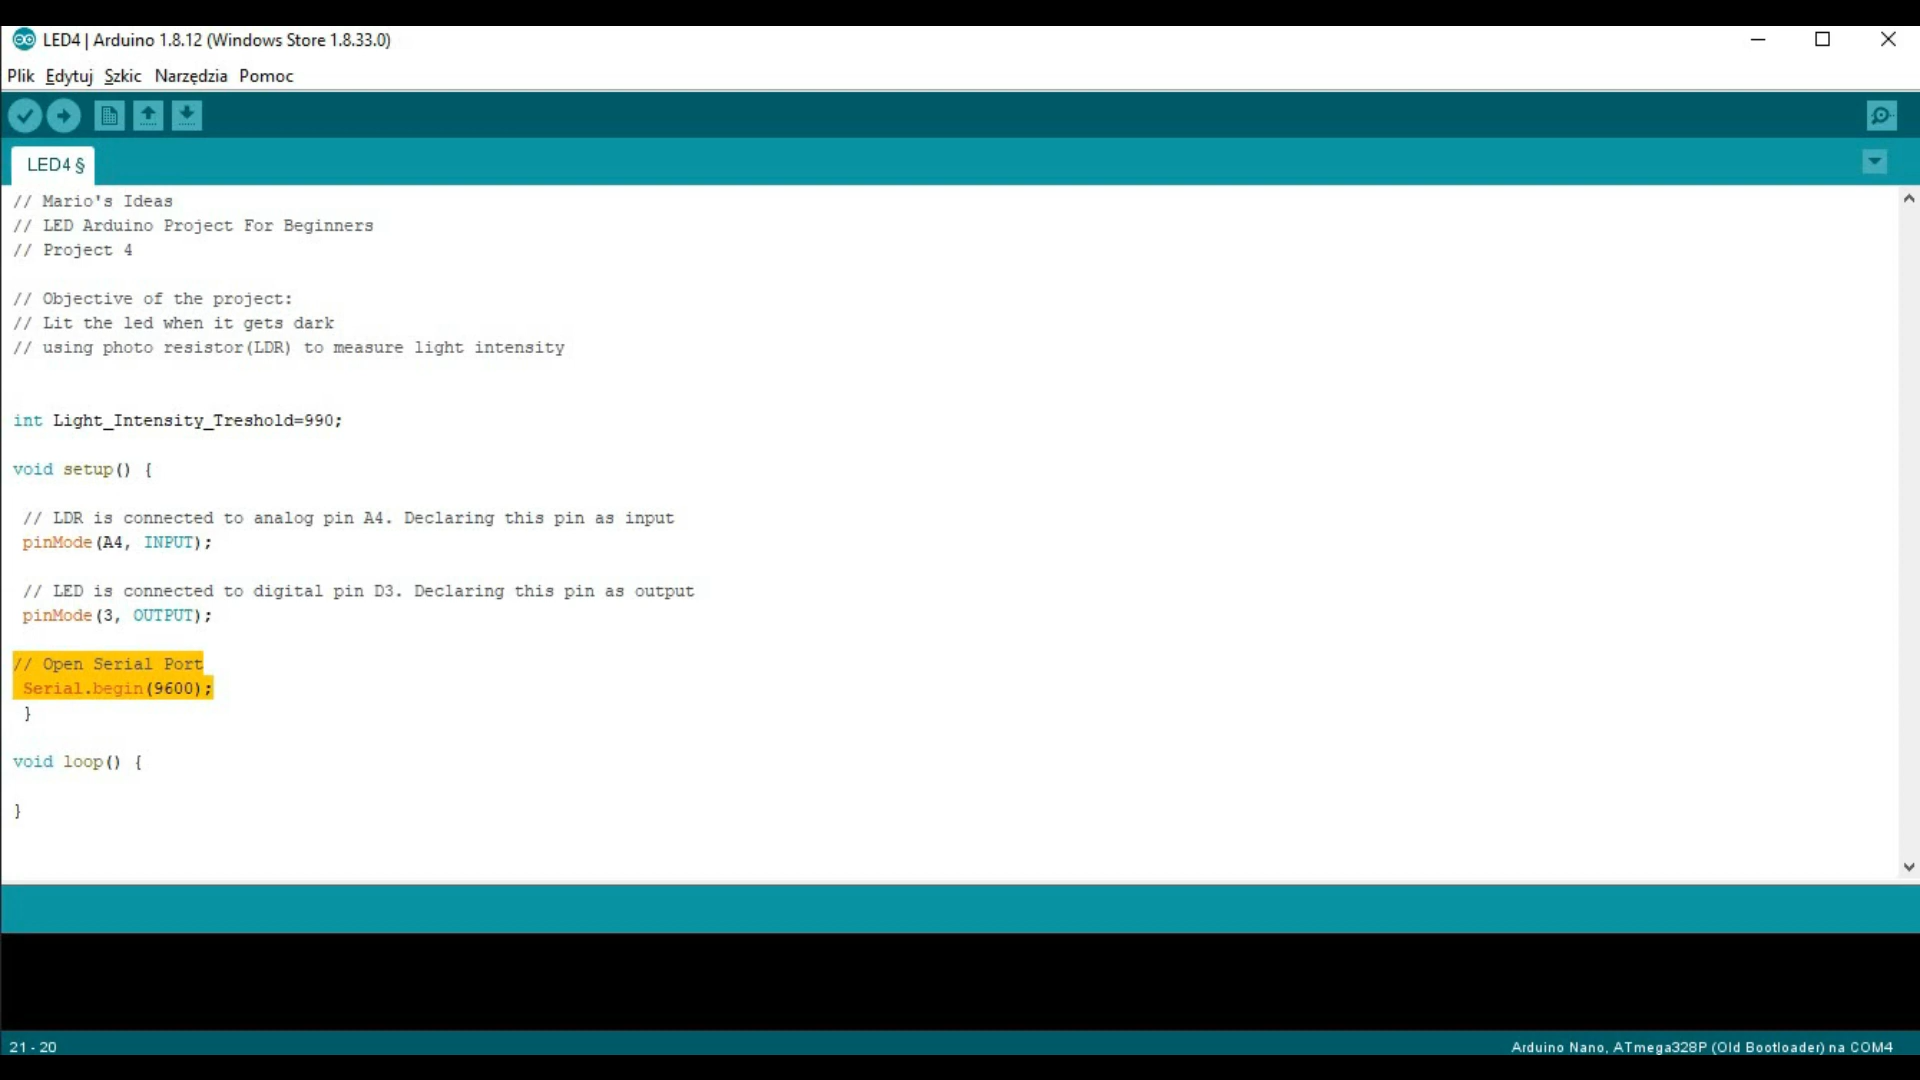 LED4 | Arduino 1.8.12 (Windows Store 1.8.33.0)
Plik Edytuj Szkic Narzędzia Pomoc
LED4 §
// Mario's Ideas
// LED Arduino Project For Beginners
// Project 4
// Objective of the project:
// Lit the led when it gets dark
// using photo resistor(LDR) to measure light intensity
int Light_Intensity_Treshold=990;
void setup() {
// LDR is connected to analog pin A4. Declaring this pin as input
pinMode(A4, INPUT);
// LED is connected to digital pin D3. Declaring this pin as output
pinMode(3, OUTPUT);
// Open Serial Port
Serial.begin(9600);
}
void loop() {
}
21 - 20
Arduino Nano, ATmega328P (Old Bootloader) na COM4